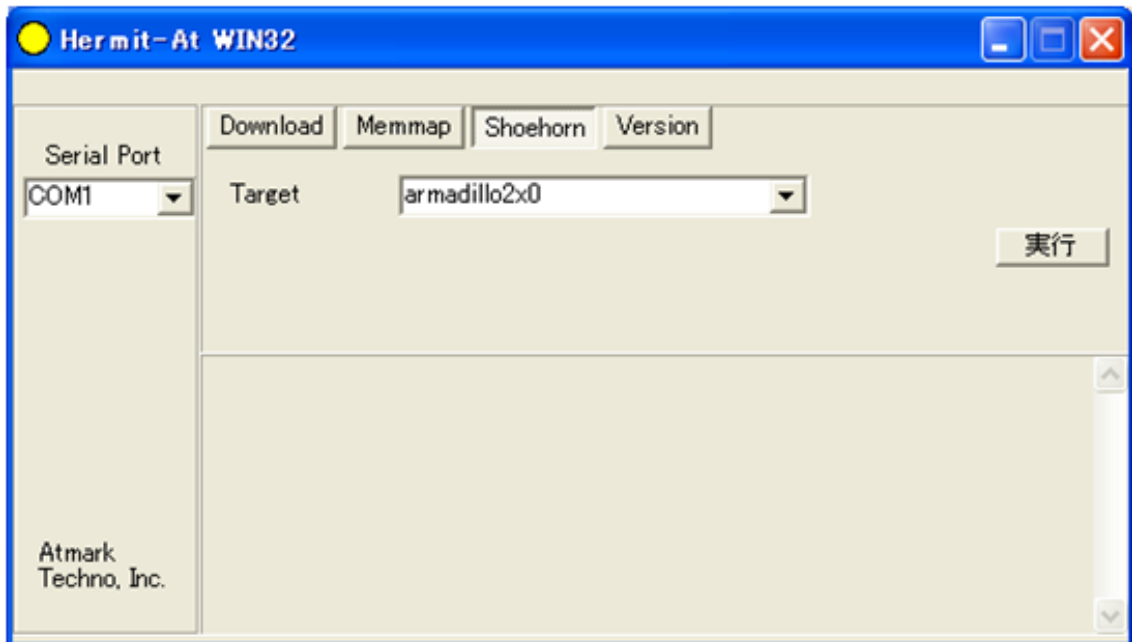 Hermit-At WIN32
Serial Port
COM1
Download Memmap Shoehorn Version
Target armadillo2x0
実行
Atmark
Techno, Inc.